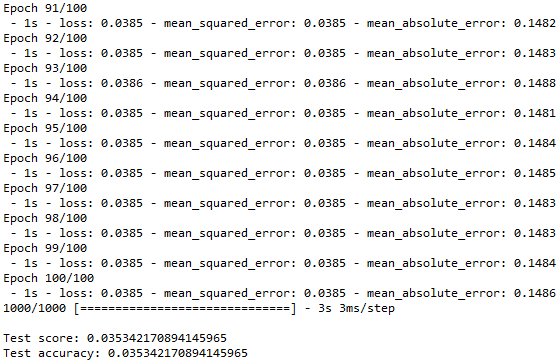 Epoch 91/100
 - 1s - loss: 0.0385 - mean_squared_error: 0.0385 - mean_absolute_error: 0.1482
Epoch 92/100
 - 1s - loss: 0.0385 - mean_squared_error: 0.0385 - mean_absolute_error: 0.1483
Epoch 93/100
 - 1s - loss: 0.0386 - mean_squared_error: 0.0386 - mean_absolute_error: 0.1488
Epoch 94/100
 - 1s - loss: 0.0385 - mean_squared_error: 0.0385 - mean_absolute_error: 0.1481
Epoch 95/100
 - 1s - loss: 0.0385 - mean_squared_error: 0.0385 - mean_absolute_error: 0.1484
Epoch 96/100
 - 1s - loss: 0.0385 - mean_squared_error: 0.0385 - mean_absolute_error: 0.1485
Epoch 97/100
 - 1s - loss: 0.0385 - mean_squared_error: 0.0385 - mean_absolute_error: 0.1483
Epoch 98/100
 - 1s - loss: 0.0385 - mean_squared_error: 0.0385 - mean_absolute_error: 0.1483
Epoch 99/100
 - 1s - loss: 0.0385 - mean_squared_error: 0.0385 - mean_absolute_error: 0.1484
Epoch 100/100
 - 1s - loss: 0.0385 - mean_squared_error: 0.0385 - mean_absolute_error: 0.1486
1000/1000 [==============================] - 3s 3ms/step
Test score: 0.035342170894145965
Test accuracy: 0.035342170894145965